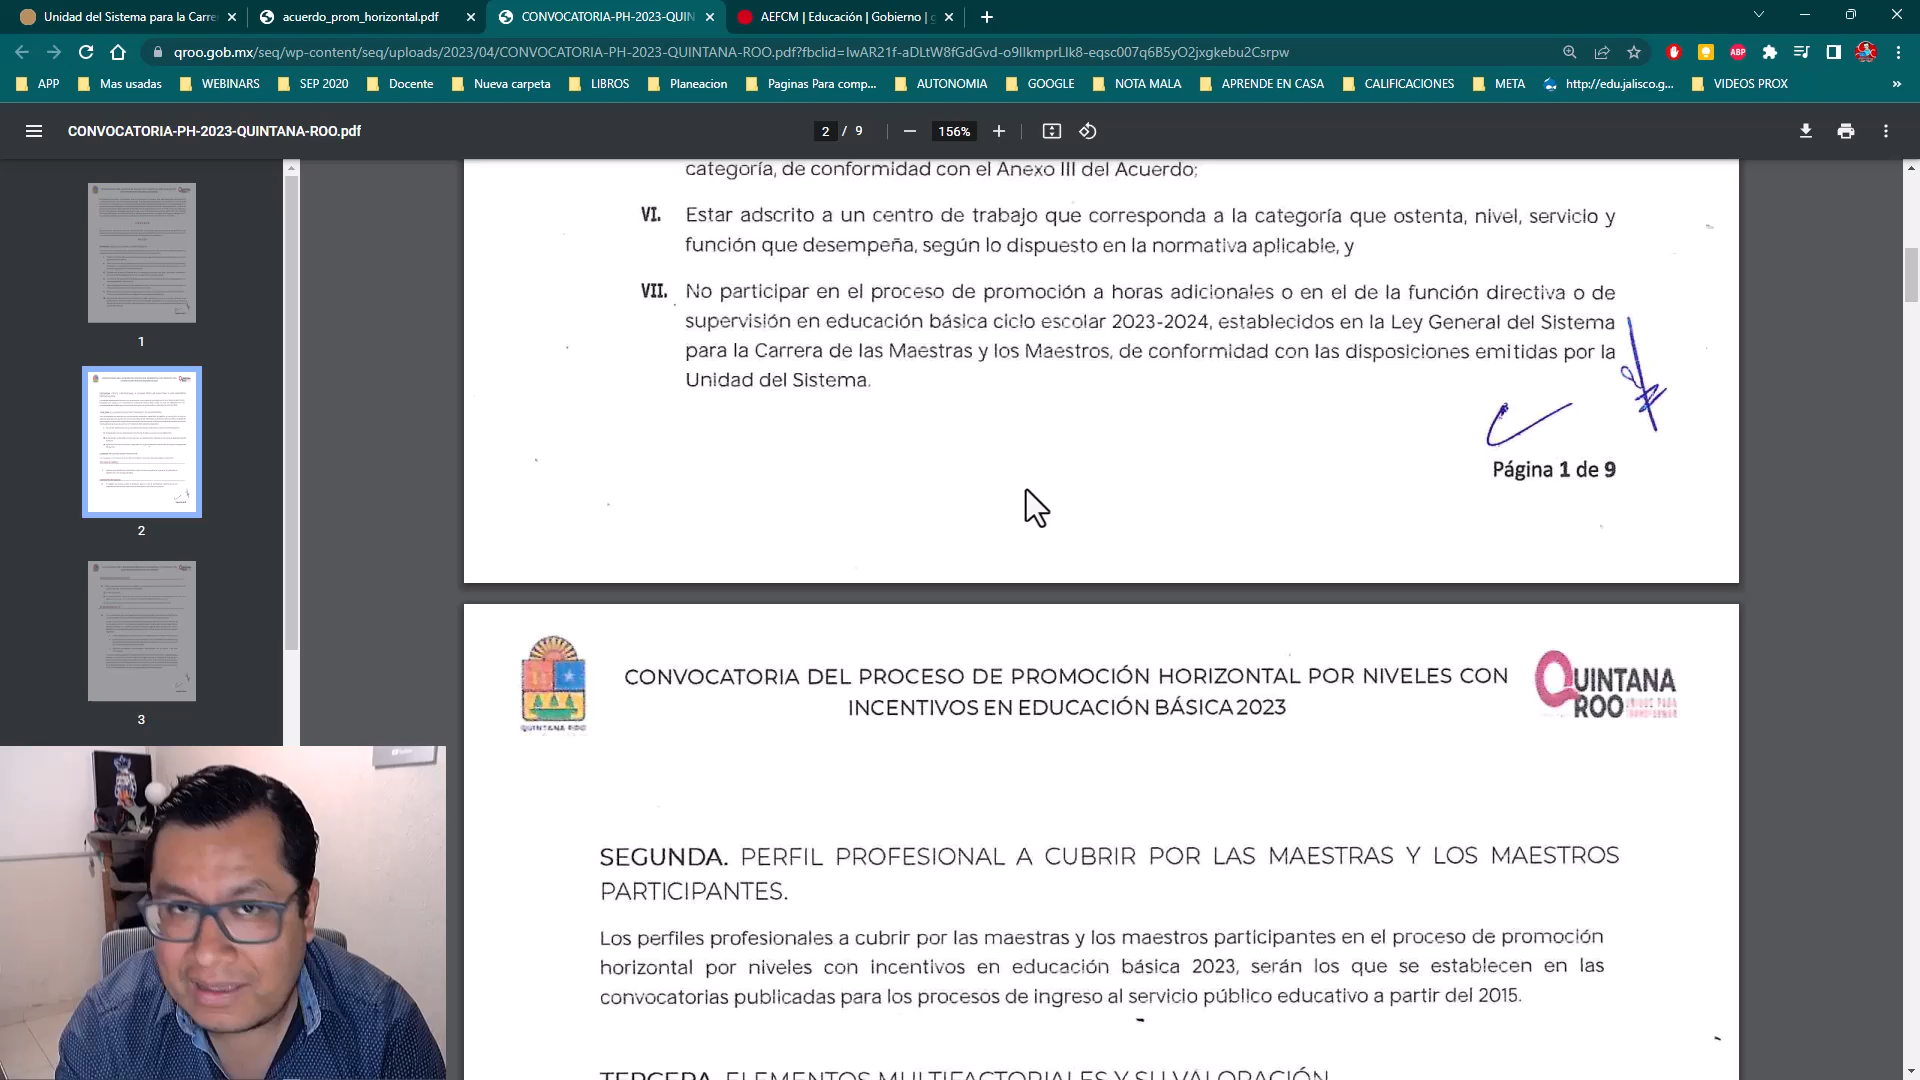 Unidad del Sistema para la Carre
acuerdo_prom_horizontal.pdf
CONVOCATORIA-PH-2023-QUIN
AEFCM | Educación | Gobierno | g
qroo.gob.mx/seq/wp-content/seq/uploads/2023/04/CONVOCATORIA-PH-2023-QUINTANA-ROO.pdf?fbclid=IwAR21f-aDLtW8fGdGvd-o9IlkmprLlk8-eqsc007q6B5yO2jxgkebu2Csrpw
ABP
APP
Mas usadas
WEBINARS
SEP 2020
Docente
Nueva carpeta
LIBROS
Planeacion
Paginas Para comp...
AUTONOMIA
GOOGLE
NOTA MALA
APRENDE EN CASA
CALIFICACIONES
META
http://edu.jalisco.g...
VIDEOS PROX
»
CONVOCATORIA-PH-2023-QUINTANA-ROO.pdf
2 / 9
156%
1
2
3
categoría, de conformidad con el Anexo III del Acuerdo;
VI. Estar adscrito a un centro de trabajo que corresponda a la categoría que ostenta, nivel, servicio y
función que desempeña, según lo dispuesto en la normativa aplicable, y
VII. No participar en el proceso de promoción a horas adicionales o en el de la función directiva o de
supervisión en educación básica ciclo escolar 2023-2024, establecidos en la Ley General del Sistema
para la Carrera de las Maestras y los Maestros, de conformidad con las disposiciones emitidas por la
Unidad del Sistema.
Página 1 de 9
QUINTANA ROO
CONVOCATORIA DEL PROCESO DE PROMOCIÓN HORIZONTAL POR NIVELES CON
INCENTIVOS EN EDUCACIÓN BÁSICA 2023
QUINTANA
ROO
SEGUNDA. PERFIL PROFESIONAL A CUBRIR POR LAS MAESTRAS Y LOS MAESTROS
PARTICIPANTES.
Los perfiles profesionales a cubrir por las maestras y los maestros participantes en el proceso de promoción
horizontal por niveles con incentivos en educación básica 2023, serán los que se establecen en las
convocatorias publicadas para los procesos de ingreso al servicio público educativo a partir del 2015.
TERCERA. ELEMENTOS MULTIFACTORIALES Y SU VALORACIÓN